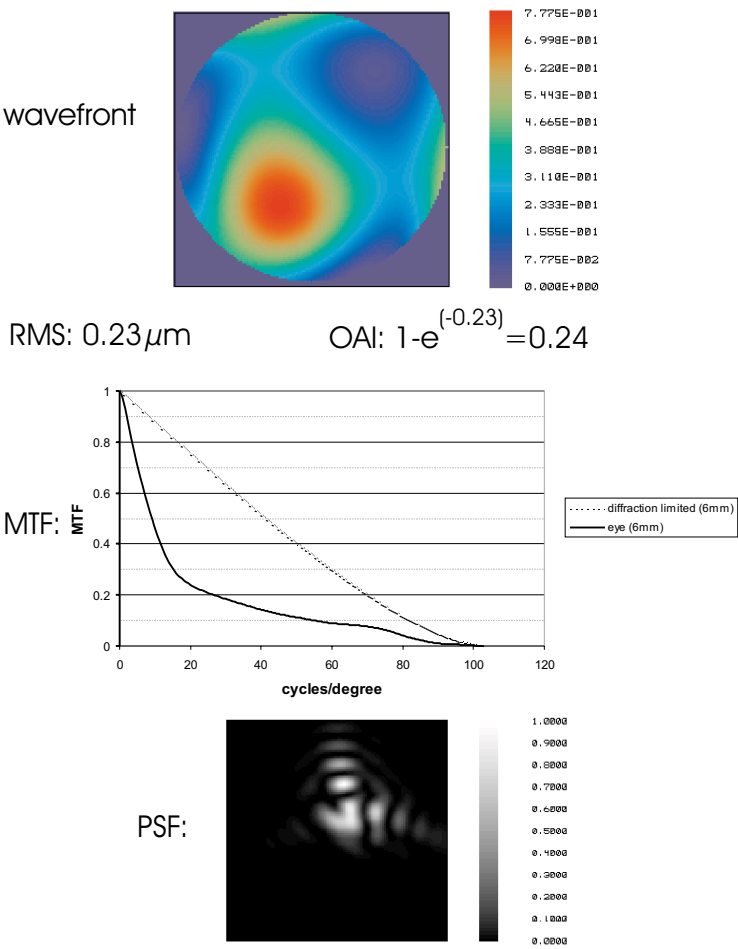 7.775E-001
6.998E-001
6.220E-001
5.443E-001
wavefront
4.665E-001
3.888E-001
3.110E-001
2.333E-001
1.555E-001
7.775E-002
0.000E+000
RMS: 0.23µm
OAI: 1-e(-0.23)=0.24
1
0.8
0.6
MTF: MTF
0.4
0.2
0
0 20 40 60 80 100 120
cycles/degree
diffraction limited (6mm)
eye (6mm)
1.0000
0.9000
0.8000
0.7000
PSF:
0.6000
0.5000
0.4000
0.3000
0.2000
0.1000
0.0000